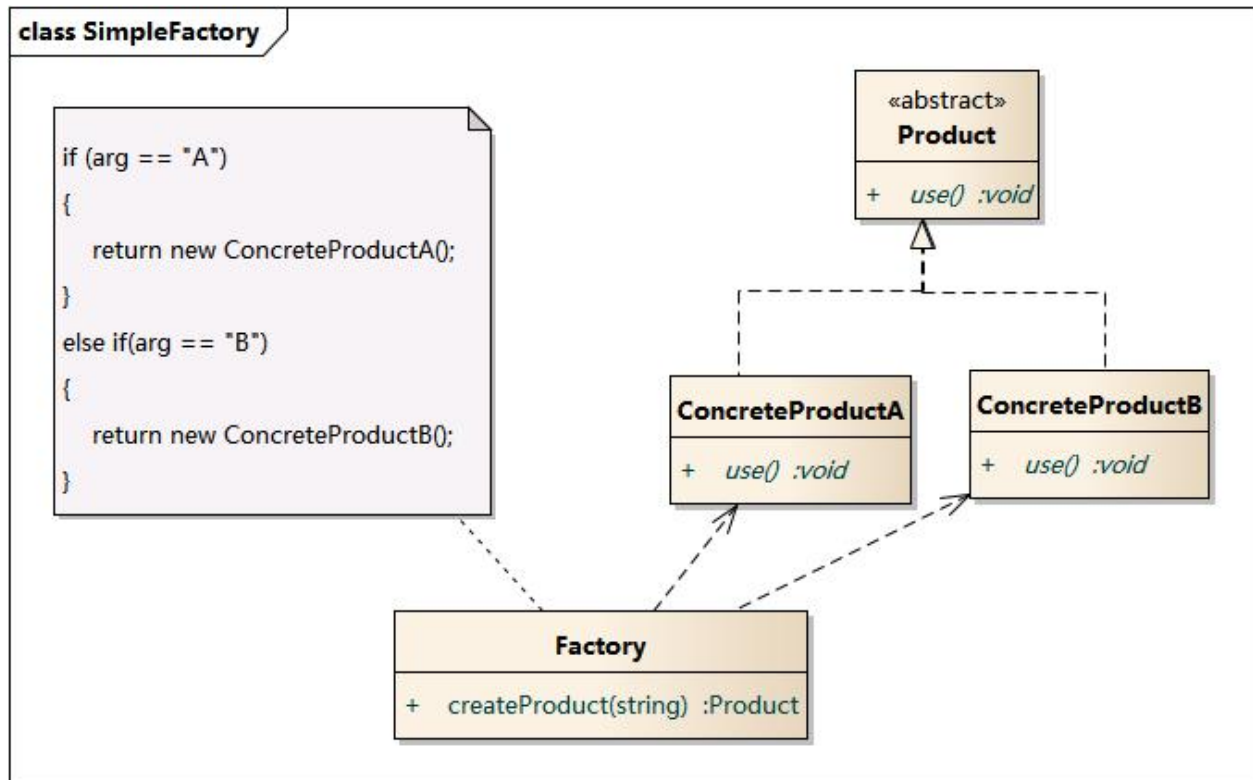 class SimpleFactory
if (arg == "A")
{
return new ConcreteProductA();
}
else if(arg == "B")
{
return new ConcreteProductB();
}
«abstract»
Product
+ use() :void
ConcreteProductA
+ use() :void
ConcreteProductB
+ use() :void
Factory
+ createProduct(string) :Product